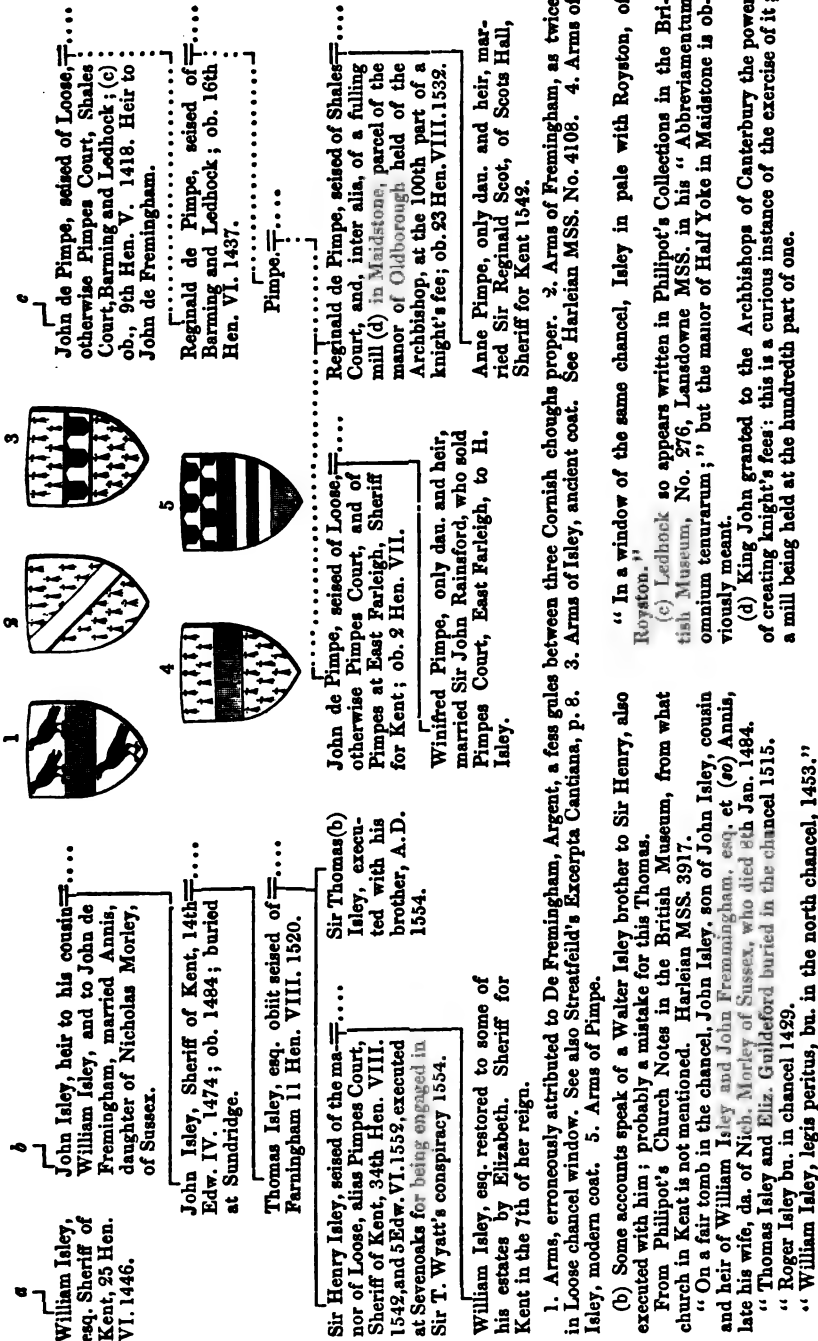 a
William Isley,
esq. Sheriff of
Kent, 25 Hen.
VI. 1446.
b
John Isley, heir to his cousin=....
William Isley, and to John de
Fremingham, married Annis,
daughter of Nicholas Morley,
of Sussex.
John Isley, Sheriff of Kent, 14th=....
Edw. IV. 1474; ob. 1484; buried
at Sundridge.
Thomas Isley, esq. obiit seised of=....
Farningham 11 Hen. VIII. 1520.
Sir Henry Isley, seised of the ma-=....
nor of Loose, alias Pimpes Court,
Sheriff of Kent, 34th Hen. VIII.
1542, and 5 Edw. VI. 1552, executed
at Sevenoaks for being engaged in
Sir T. Wyatt's conspiracy 1554.
Sir Thomas(b)
Isley, execu-
ted with his
brother, A.D.
1554.
William Isley, esq. restored to some of
his estates by Elizabeth. Sheriff for
Kent in the 7th of her reign.
1
2
3
4
5
c
John de Pimpe, seised of Loose,=....
otherwise Pimpes Court, Shales
Court, Barming and Ledhock; (c)
ob., 9th Hen. V. 1418. Heir to
John de Fremingham.
Reginald de Pimpe, seised of=....
Barming and Ledhock; ob. 16th
Hen. VI. 1437.
Pimpe.=
John de Pimpe, seised of Loose,=....
otherwise Pimpes Court, and of
Pimpes at East Farleigh, Sheriff
for Kent; ob. 2 Hen. VII.
Winifred Pimpe, only dau. and heir,
married Sir John Rainsford, who sold
Pimpes Court, East Farleigh, to H.
Isley.
Reginald de Pimpe, seised of Shales=....
Court, and, inter alia, of a fulling
mill (d) in Maidstone, parcel of the
manor of Oldborough held of the
Archbishop, at the 100th part of a
knight's fee; ob. 23 Hen. VIII. 1532.
Anne Pimpe, only dau. and heir, mar-
ried Sir Reginald Scot, of Scots Hall,
Sheriff for Kent 1542.
1. Arms, erroneously attributed to De Fremingham, Argent, a fess gules between three Cornish choughs proper. 2. Arms of Fremingham, as twice
in Loose chancel window. See also Streatfeild's Excerpta Cantiana, p. 8. 3. Arms of Isley, ancient coat. See Harleian MSS. No. 4108. 4. Arms of
Isley, modern coat. 5. Arms of Pimpe.
(b) Some accounts speak of a Walter Isley brother to Sir Henry, also
executed with him; probably a mistake for this Thomas.
From Philipot's Church Notes in the British Museum, from what
church in Kent is not mentioned. Harleian MSS. 3917.
"On a fair tomb in the chancel, John Isley, son of John Isley, cousin
and heir of William Isley and John Fremmingham, esq. et (so) Annis,
late his wife, da. of Nich. Morley of Sussex, who died 8th Jan. 1484.
"Thomas Isley and Eliz. Guildeford buried in the chancel 1515.
"Roger Isley bu. in chancel 1429.
"William Isley, legis peritus, bu. in the north chancel, 1453."
"In a window of the same chancel, Isley in pale with Royston, of
Royston."
(c) Ledhock so appears written in Philipot's Collections in the Bri-
tish Museum, No. 276, Lansdowne MSS. in his "Abbreviamentum
omnium tenurarum;" but the manor of Half Yoke in Maidstone is ob-
viously meant.
(d) King John granted to the Archbishops of Canterbury the power
of creating knight's fees: this is a curious instance of the exercise of it;
a mill being held at the hundredth part of one.